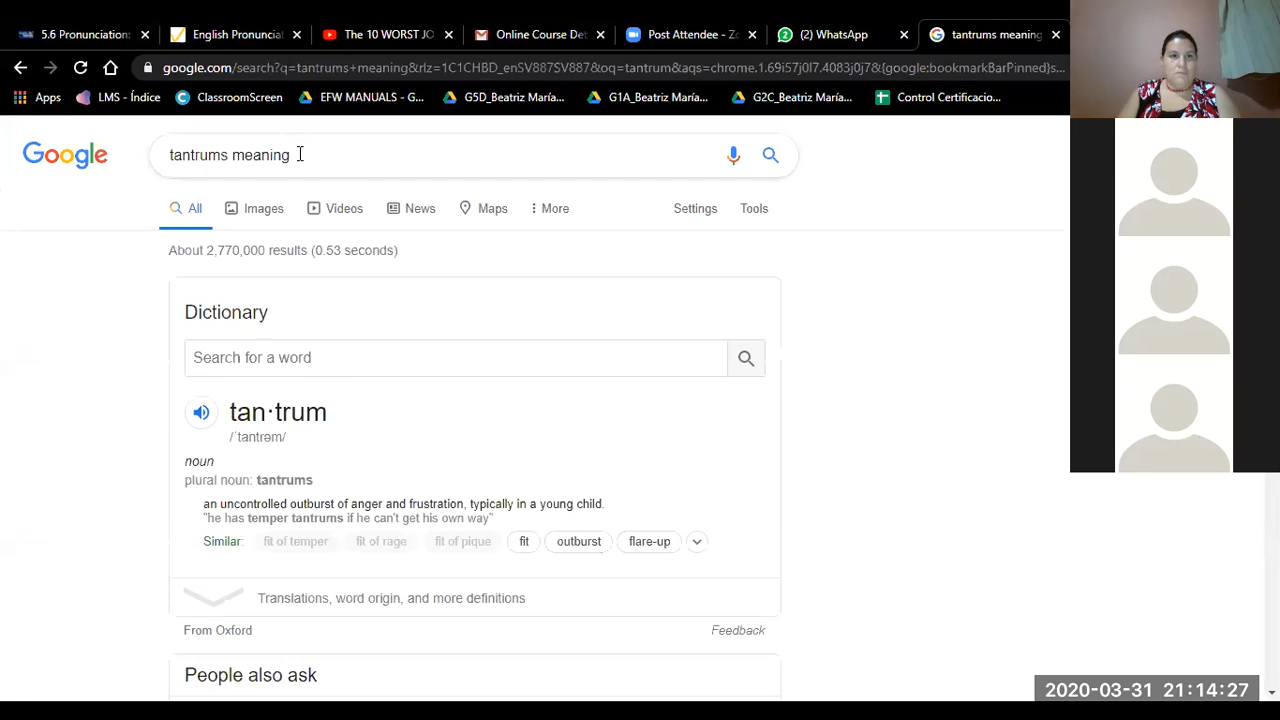 5.6 Pronunciation:
English Pronunciat
The 10 WORST JO
Online Course Det
Post Attendee - Zo
(2) WhatsApp
tantrums meaning
google.com/search?q=tantrums+meaning&rlz=1C1CHBD_enSV887SV887&oq=tantrum&aqs=chrome.1.69i57j0l7.4083j0j7&{google:bookmarkBarPinned}s...
Apps
LMS - Índice
ClassroomScreen
EFW MANUALS - G...
G5D_Beatriz María...
G1A_Beatriz María...
G2C_Beatriz María...
Control Certificacio...
Google
tantrums meaning
All
Images
Videos
News
Maps
More
Settings
Tools
About 2,770,000 results (0.53 seconds)
Dictionary
Search for a word
tan·trum
/ˈtantrəm/
noun
plural noun: tantrums
an uncontrolled outburst of anger and frustration, typically in a young child.
"he has temper tantrums if he can't get his own way"
Similar: fit of temper fit of rage fit of pique fit outburst flare-up
Translations, word origin, and more definitions
From Oxford
Feedback
People also ask
2020-03-31 21:14:27